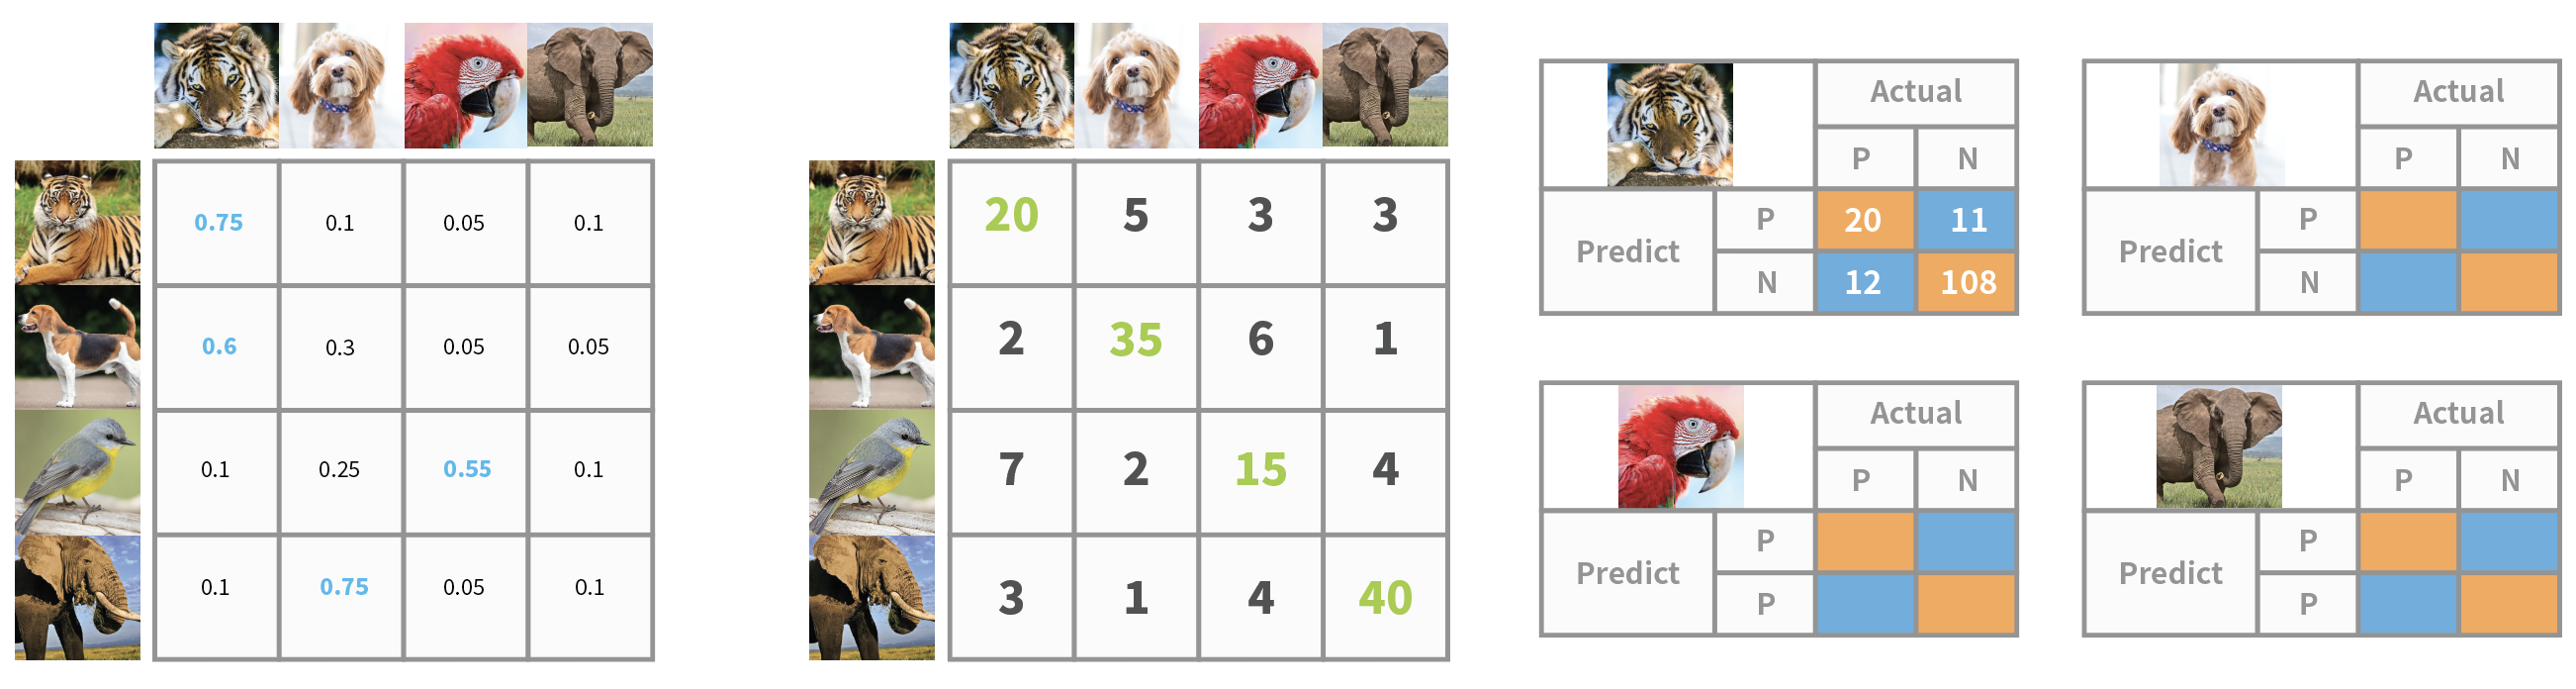 0.75 0.1 0.05 0.1
0.6 0.3 0.05 0.05
0.1 0.25 0.55 0.1
0.1 0.75 0.05 0.1
20 5 3 3
2 35 6 1
7 2 15 4
3 1 4 40
Actual
P N
Predict
P 20 11
N 12 108
Actual
P N
Predict
P
N
Actual
P N
Predict
P
P
Actual
P N
Predict
P
P